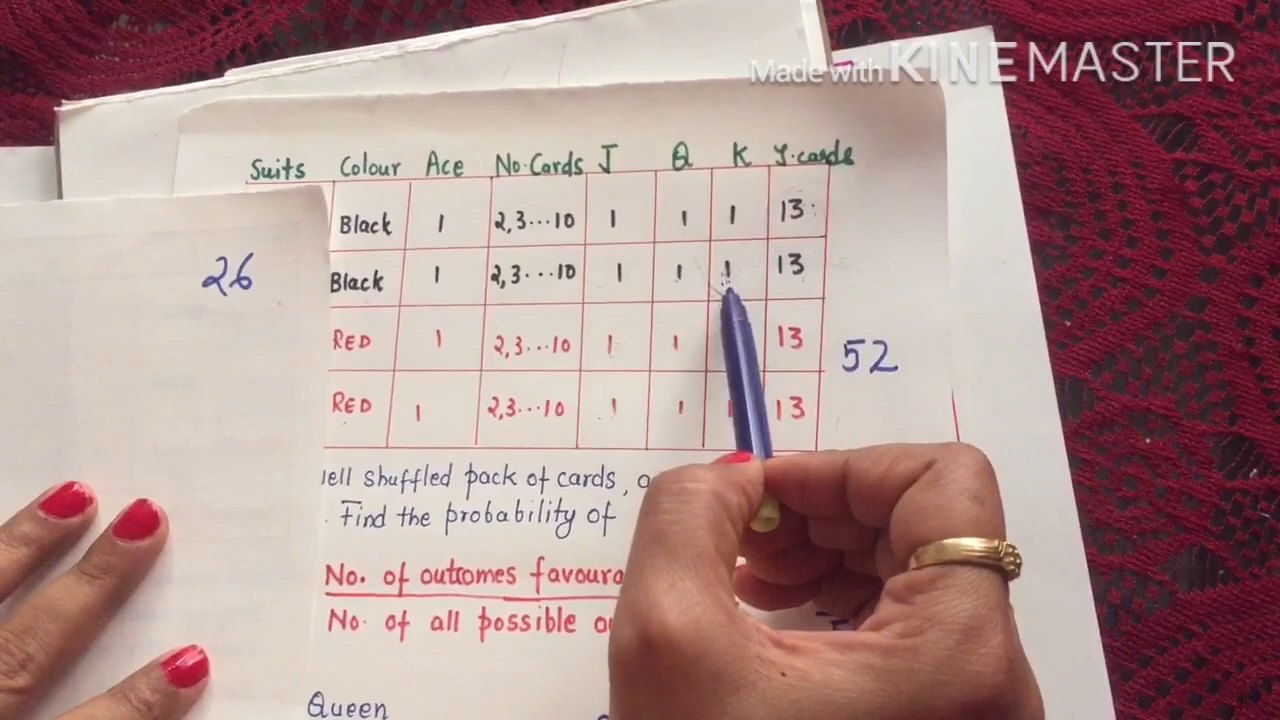 Made with KINEMASTER
Suits Colour Ace No.Cards J Q K T.cards
Black 1 2,3...10 1 1 1 13
26
Black 1 2,3...10 1 1 1 13
RED 1 2,3...10 1 1 13
52
RED 1 2,3...10 1 1 1 13
ell shuffled pack of cards,
Find the probability of
No. of outcomes favoura
No. of all possible
Queen